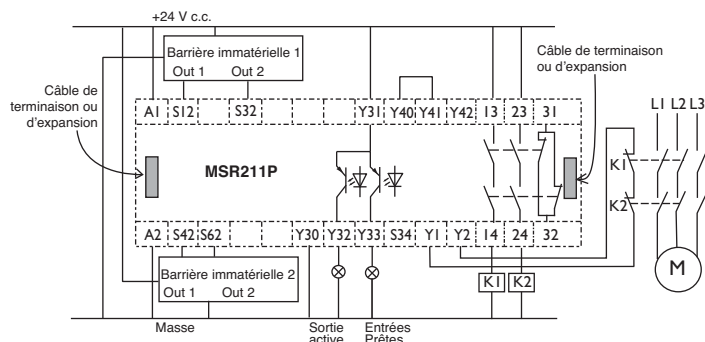 +24 V c.c.
Barrière immatérielle 1
Out 1 Out 2
Câble de
terminaison ou
d'expansion
Câble de terminaison
ou d'expansion
A1 S12 S32 Y31 Y40 Y41 Y42 13 23 31
L1 L2 L3
MSR211P
K1
K2
A2 S42 S62 Y30 Y32 Y33 S34 Y1 Y2 14 24 32
Barrière immatérielle 2
Out 1 Out 2
K1 K2
M
Masse
Sortie
active
Entrées
Prêtes